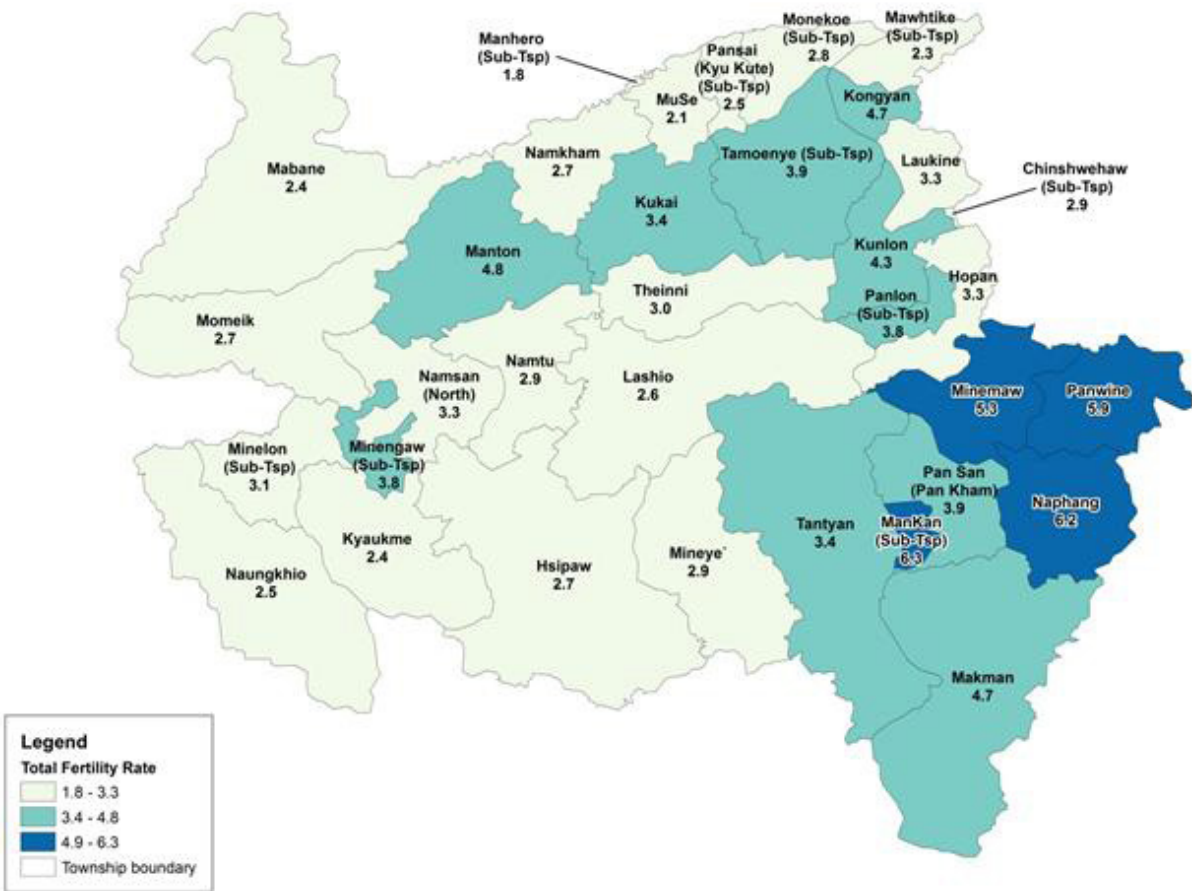 Manhero
(Sub-Tsp)
1.8
Pansai
(Kyu Kute)
(Sub-Tsp)
2.5
Monekoe
(Sub-Tsp)
2.8
Mawhtike
(Sub-Tsp)
2.3
MuSe
2.1
Kongyan
4.7
Mabane
2.4
Namkham
2.7
Tamoenye (Sub-Tsp)
3.9
Laukine
3.3
Chinshwehaw
(Sub-Tsp)
2.9
Kukai
3.4
Manton
4.8
Kunlon
4.3
Hopan
3.3
Theinni
3.0
Panlon
(Sub-Tsp)
3.8
Momeik
2.7
Namtu
2.9
Namsan
(North)
3.3
Lashio
2.6
Minemaw
5.3
Panwine
5.9
Minelon
(Sub-Tsp)
3.1
Minengaw
(Sub-Tsp)
3.8
Pan San
(Pan Kham)
3.9
Naphang
6.2
Tantyan
3.4
ManKan
(Sub-Tsp)
6.3
Kyaukme
2.4
Mineye`
2.9
Hsipaw
2.7
Naungkhio
2.5
Makman
4.7
Legend
Total Fertility Rate
1.8 - 3.3
3.4 - 4.8
4.9 - 6.3
Township boundary